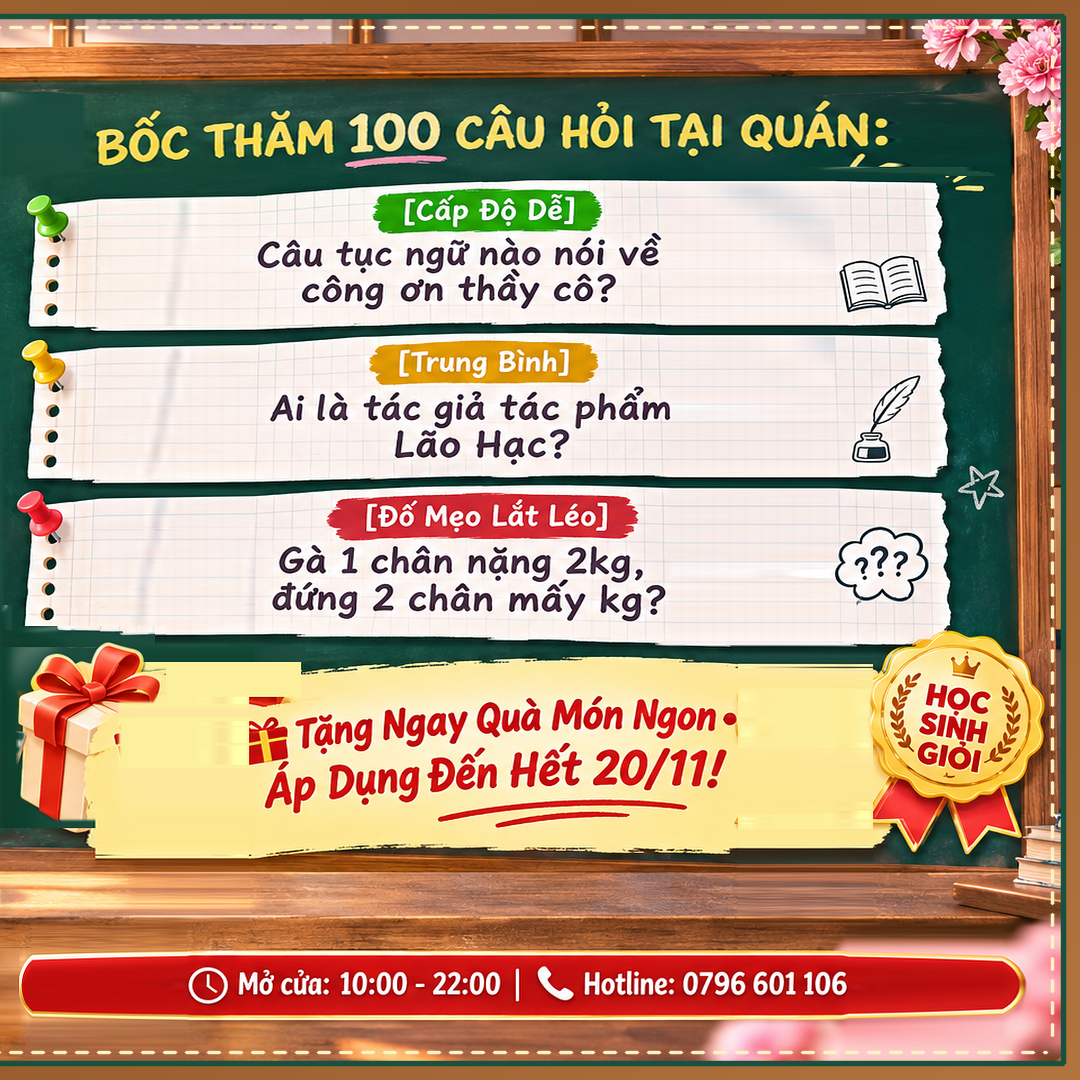 BỐC THĂM 100 CÂU HỎI TẠI QUÁN:
[Cấp Độ Dễ]
Câu tục ngữ nào nói về
công ơn thầy cô?
[Trung Bình]
Ai là tác giả tác phẩm
Lão Hạc?
[Đố Mẹo Lắt Léo]
Gà 1 chân nặng 2kg,
đứng 2 chân mấy kg?
???
Tặng Ngay Quà Món Ngon •
Áp Dụng Đến Hết 20/11!
HỌC
SINH
GIỎI
Mở cửa: 10:00 - 22:00 | Hotline: 0796 601 106